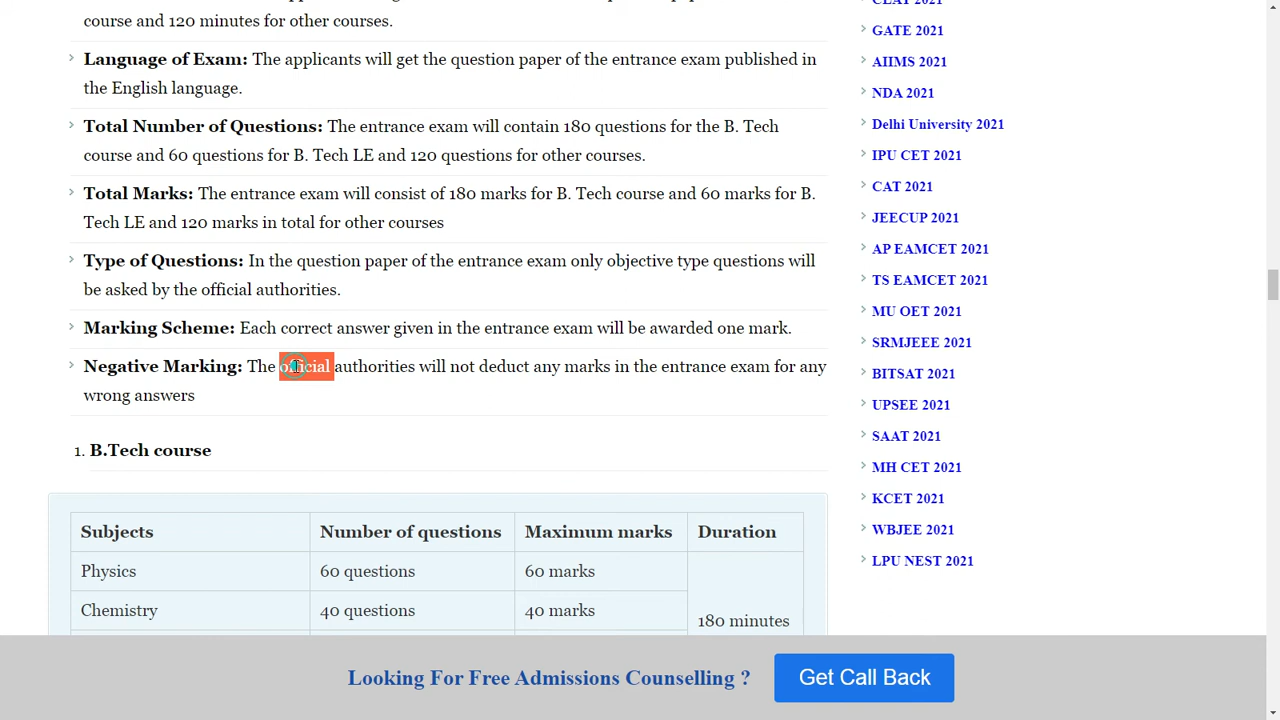 course and 120 minutes for other courses.
Language of Exam: The applicants will get the question paper of the entrance exam published in
the English language.
Total Number of Questions: The entrance exam will contain 180 questions for the B. Tech
course and 60 questions for B. Tech LE and 120 questions for other courses.
Total Marks: The entrance exam will consist of 180 marks for B. Tech course and 60 marks for B.
Tech LE and 120 marks in total for other courses
Type of Questions: In the question paper of the entrance exam only objective type questions will
be asked by the official authorities.
Marking Scheme: Each correct answer given in the entrance exam will be awarded one mark.
Negative Marking: The official authorities will not deduct any marks in the entrance exam for any
wrong answers
1. B.Tech course
Subjects Number of questions Maximum marks Duration
Physics 60 questions 60 marks
Chemistry 40 questions 40 marks
180 minutes
CLAT 2021
GATE 2021
AIIMS 2021
NDA 2021
Delhi University 2021
IPU CET 2021
CAT 2021
JEECUP 2021
AP EAMCET 2021
TS EAMCET 2021
MU OET 2021
SRMJEEE 2021
BITSAT 2021
UPSEE 2021
SAAT 2021
MH CET 2021
KCET 2021
WBJEE 2021
LPU NEST 2021
Looking For Free Admissions Counselling ? Get Call Back